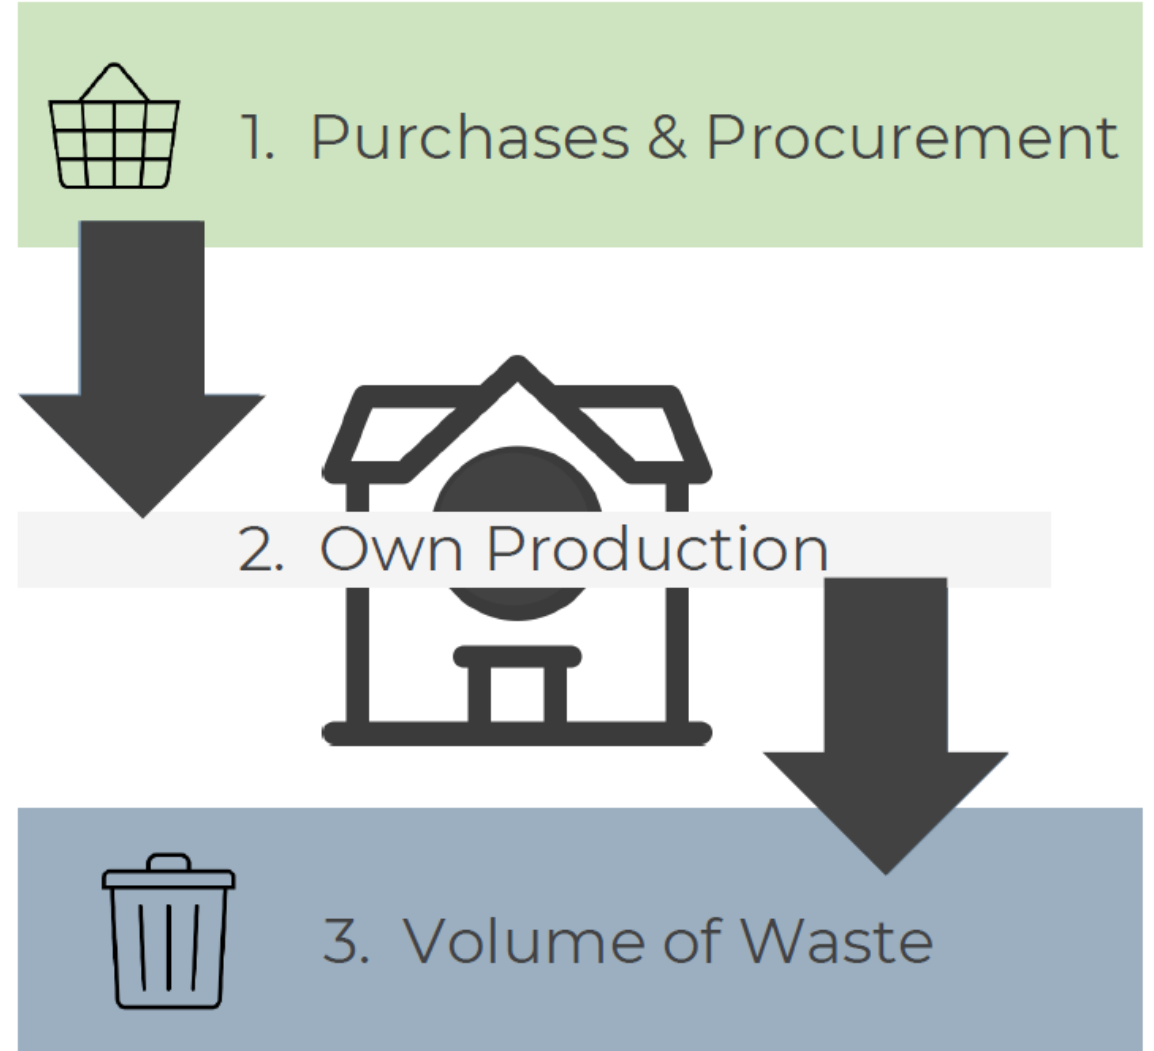 1. Purchases & Procurement
2. Own Production
3. Volume of Waste